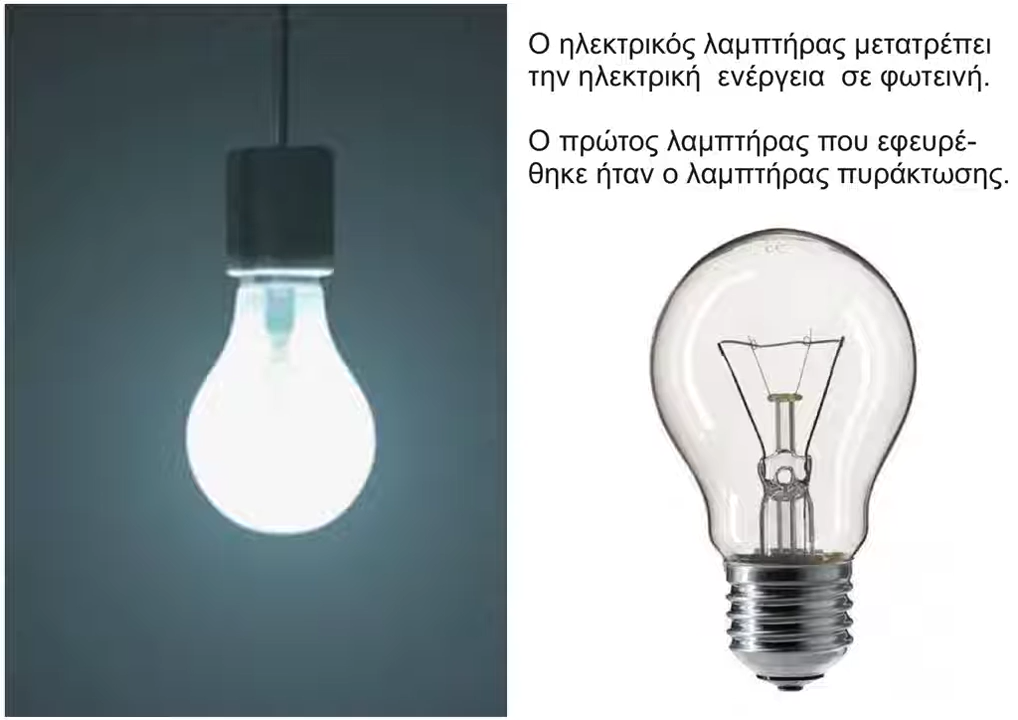 Ο ηλεκτρικός λαμπτήρας μετατρέπει
την ηλεκτρική ενέργεια σε φωτεινή.
Ο πρώτος λαμπτήρας που εφευρέ-
θηκε ήταν ο λαμπτήρας πυράκτωσης.